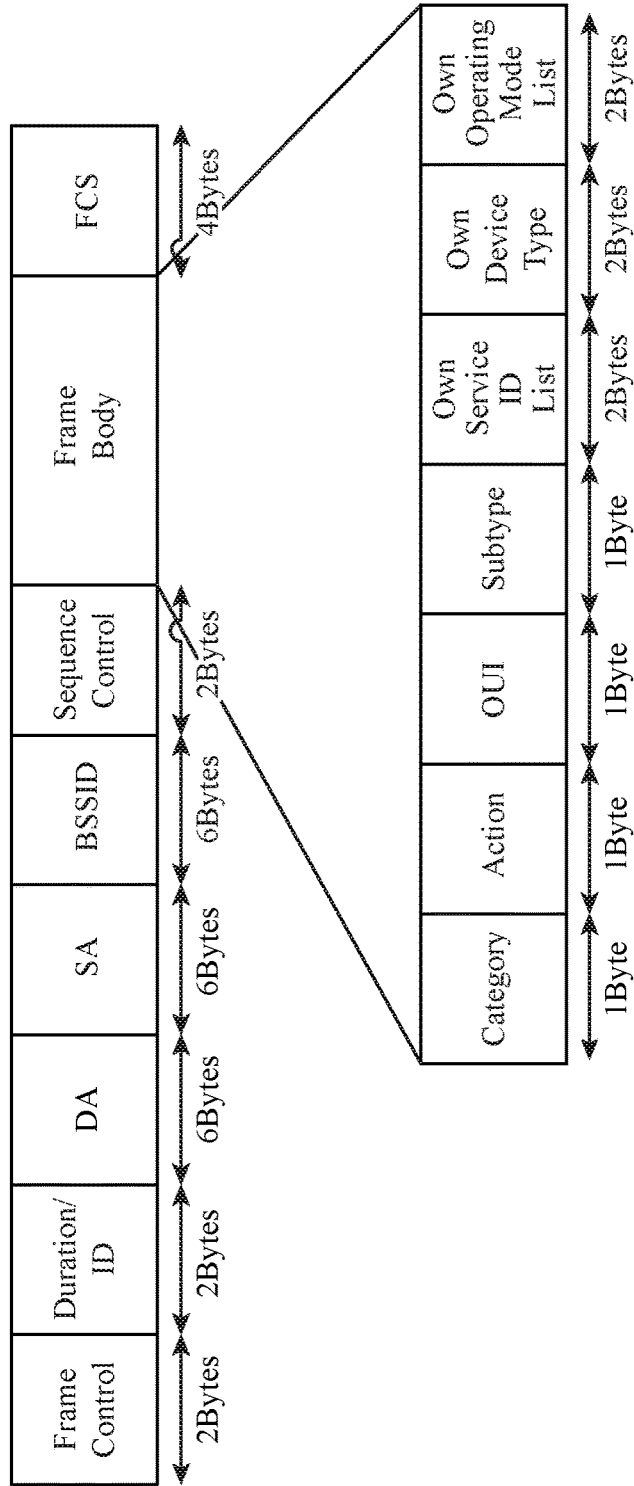 Frame
Control
Duration/
ID
DA
SA
BSSID
Sequence
Control
Frame
Body
FCS
2Bytes
2Bytes
6Bytes
6Bytes
6Bytes
2Bytes
4Bytes
Category
Action
OUI
Subtype
Own
Service
ID
List
Own
Device
Type
Own
Operating
Mode
List
1Byte
1Byte
1Byte
1Byte
2Bytes
2Bytes
2Bytes